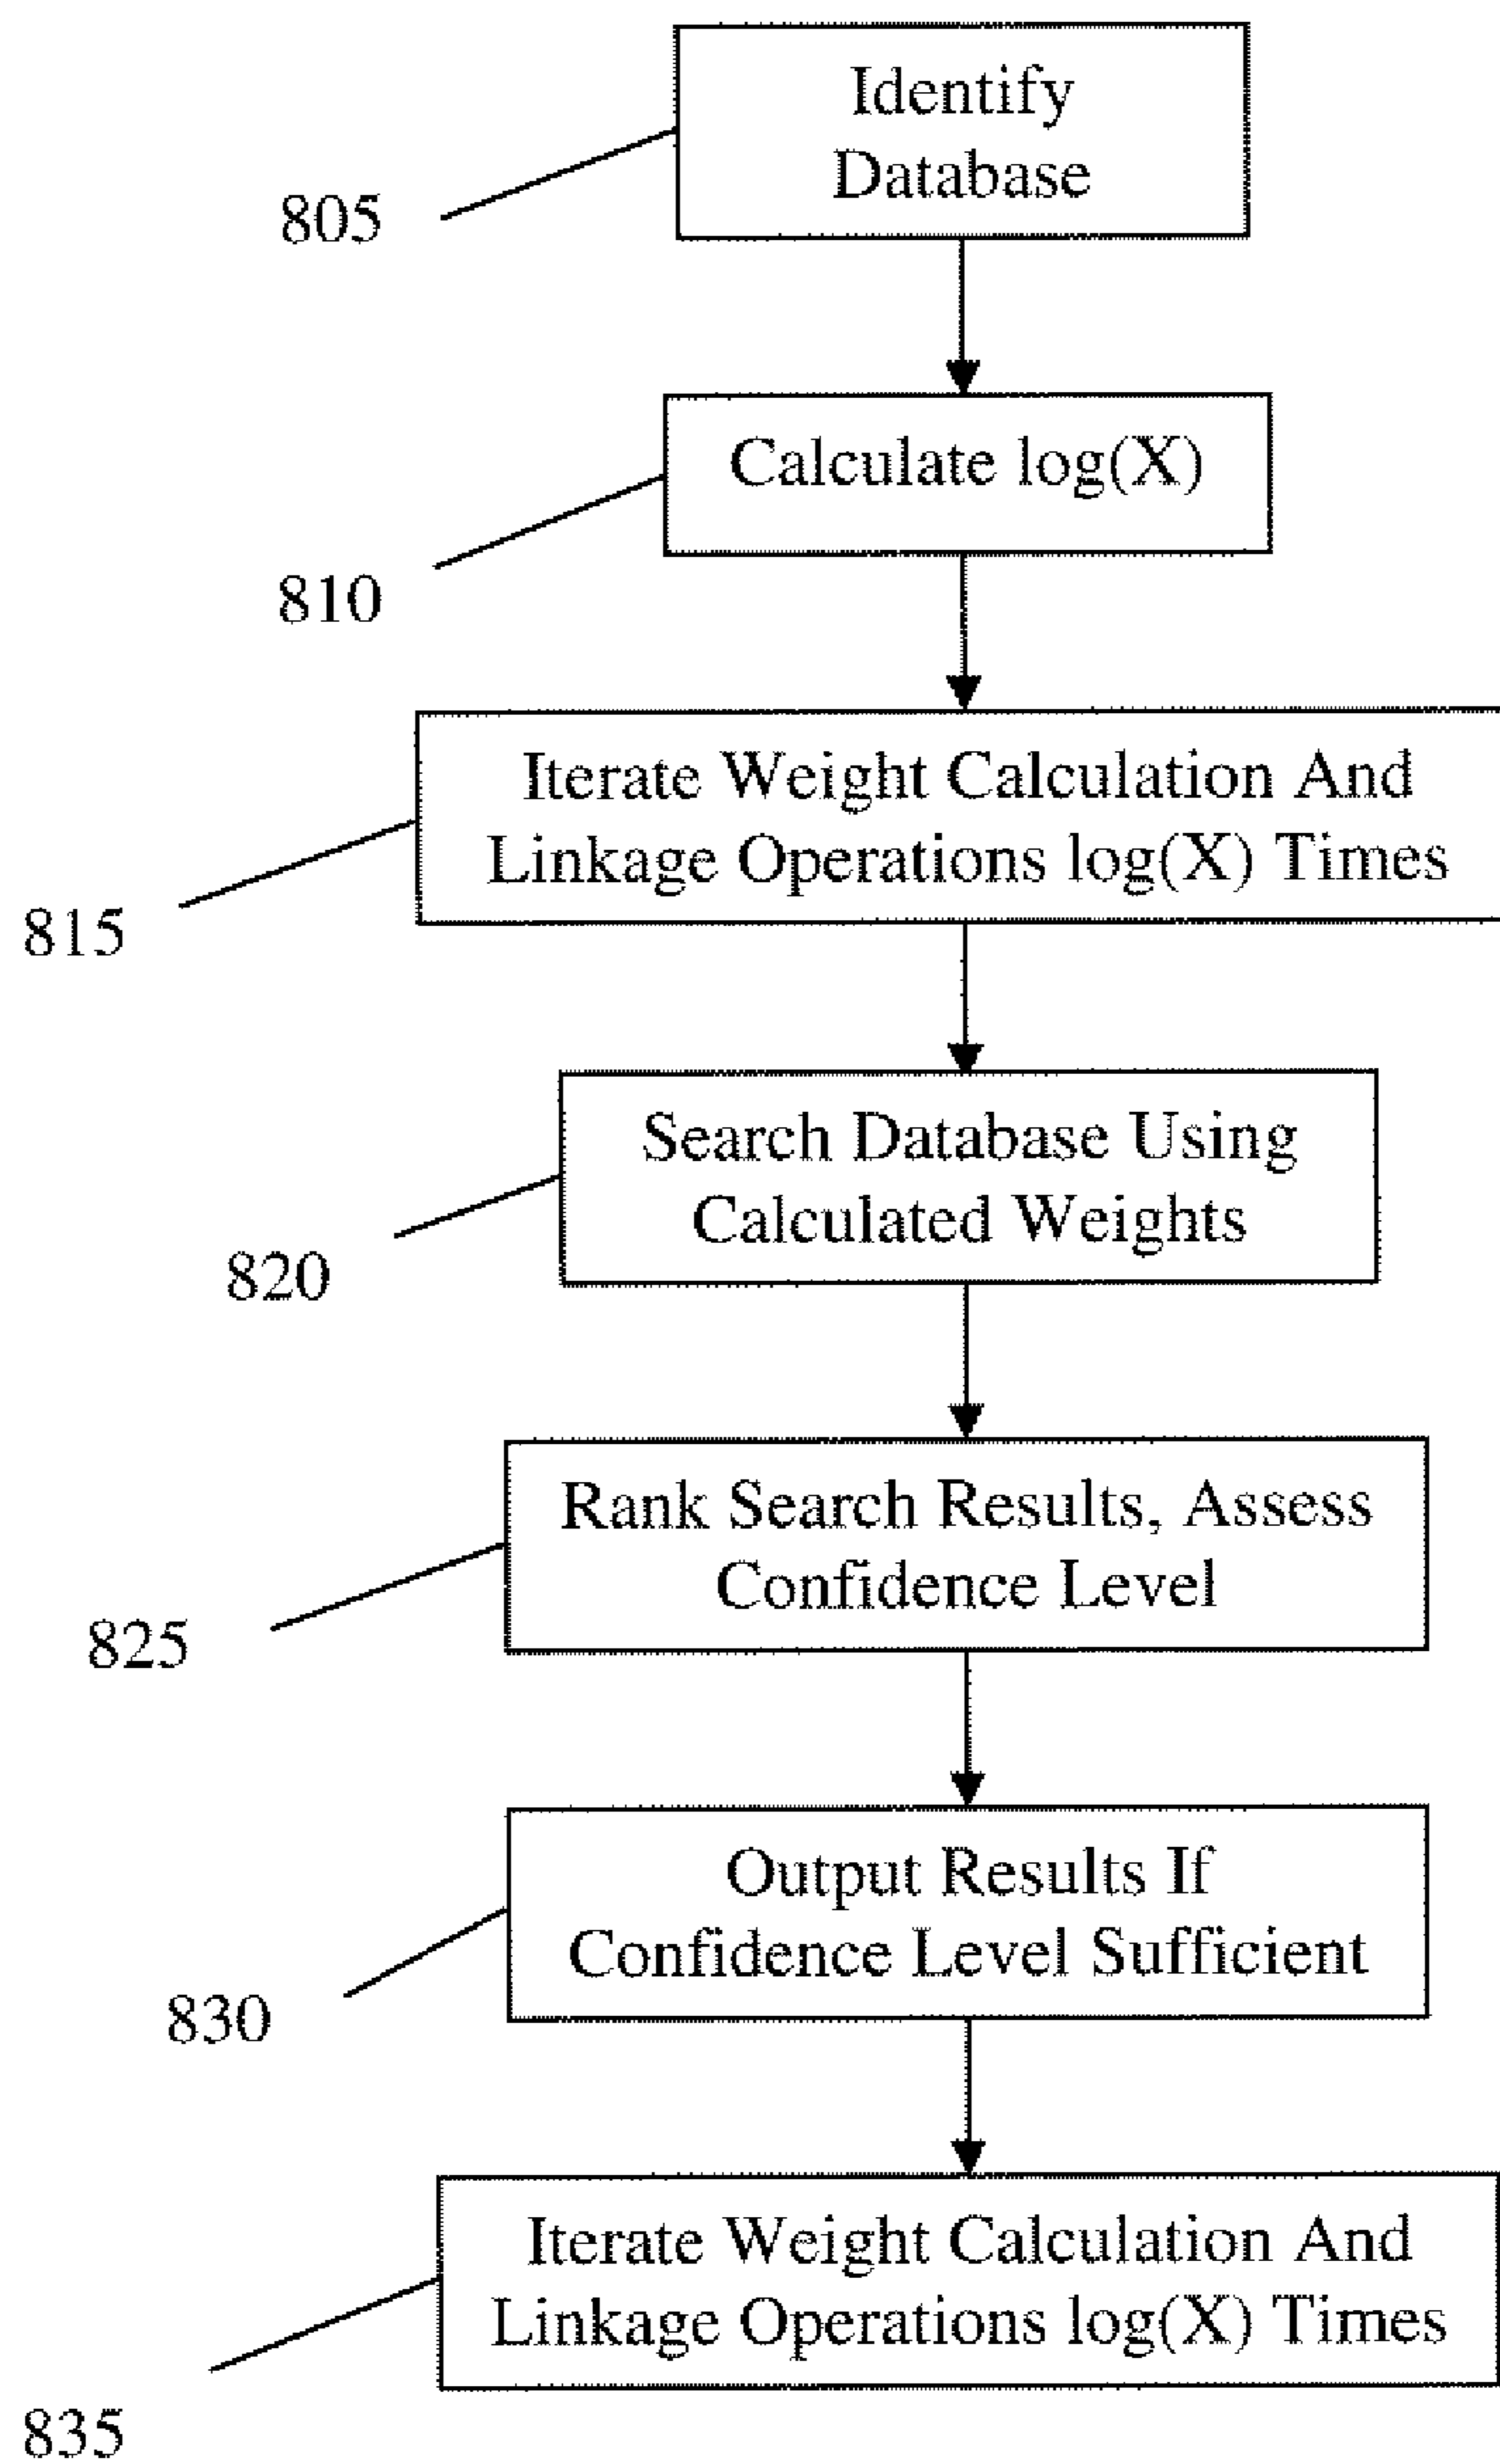 Identify
Database
805
Calculate log(X)
810
Iterate Weight Calculation And
Linkage Operations log(X) Times
815
Search Database Using
Calculated Weights
820
Rank Search Results, Assess
Confidence Level
825
Output Results If
Confidence Level Sufficient
830
Iterate Weight Calculation And
Linkage Operations log(X) Times
835